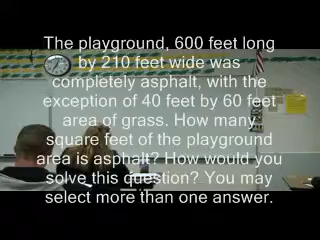 The playground, 600 feet long
by 210 feet wide was
completely asphalt, with the
exception of 40 feet by 60 feet
area of grass. How many
square feet of the playground
area is asphalt? How would you
solve this question? You may
select more than one answer.